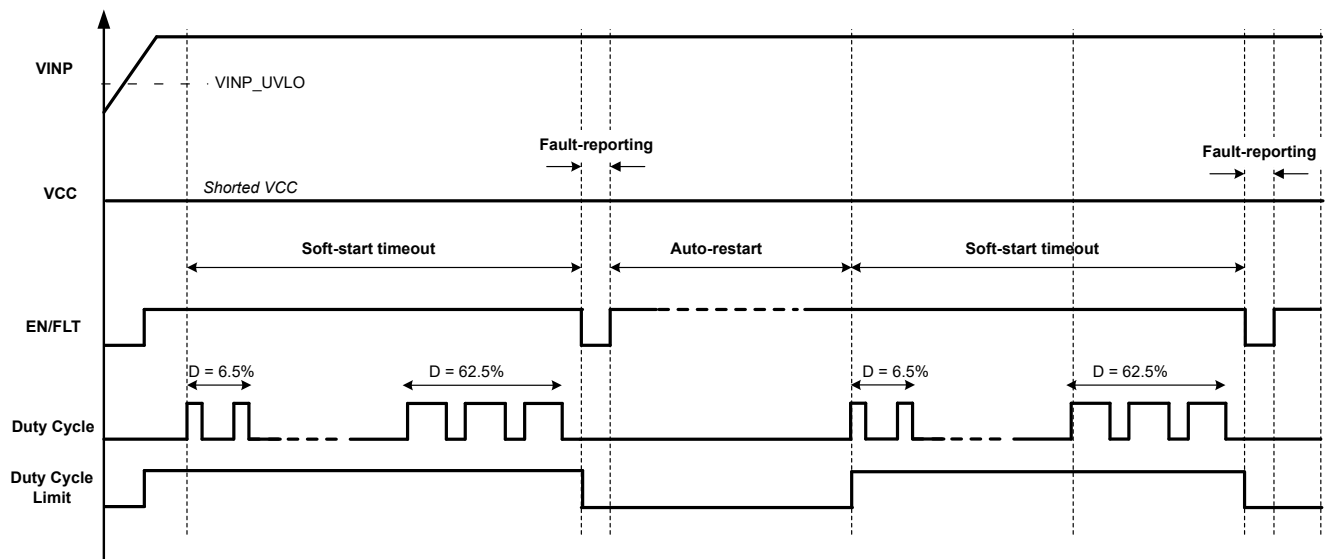 VINP
VINP_UVLO
Fault-reporting
Fault-reporting
VCC
Shorted VCC
Soft-start timeout
Auto-restart
Soft-start timeout
EN/FLT
D = 6.5%
D = 62.5%
D = 6.5%
D = 62.5%
Duty Cycle
Duty Cycle
Limit